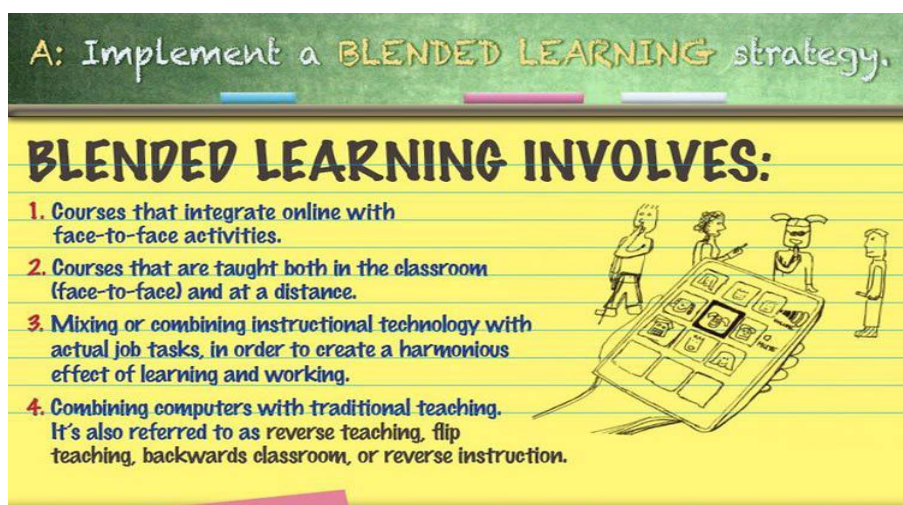 A: Implement a BLENDED LEARNING strategy.
BLENDED LEARNING INVOLVES:
1. Courses that integrate online with
face-to-face activities.
2. Courses that are taught both in the classroom
(face-to-face) and at a distance.
3. Mixing or combining instructional technology with
actual job tasks, in order to create a harmonious
effect of learning and working.
4. Combining computers with traditional teaching.
It's also referred to as reverse teaching, flip
teaching, backwards classroom, or reverse instruction.